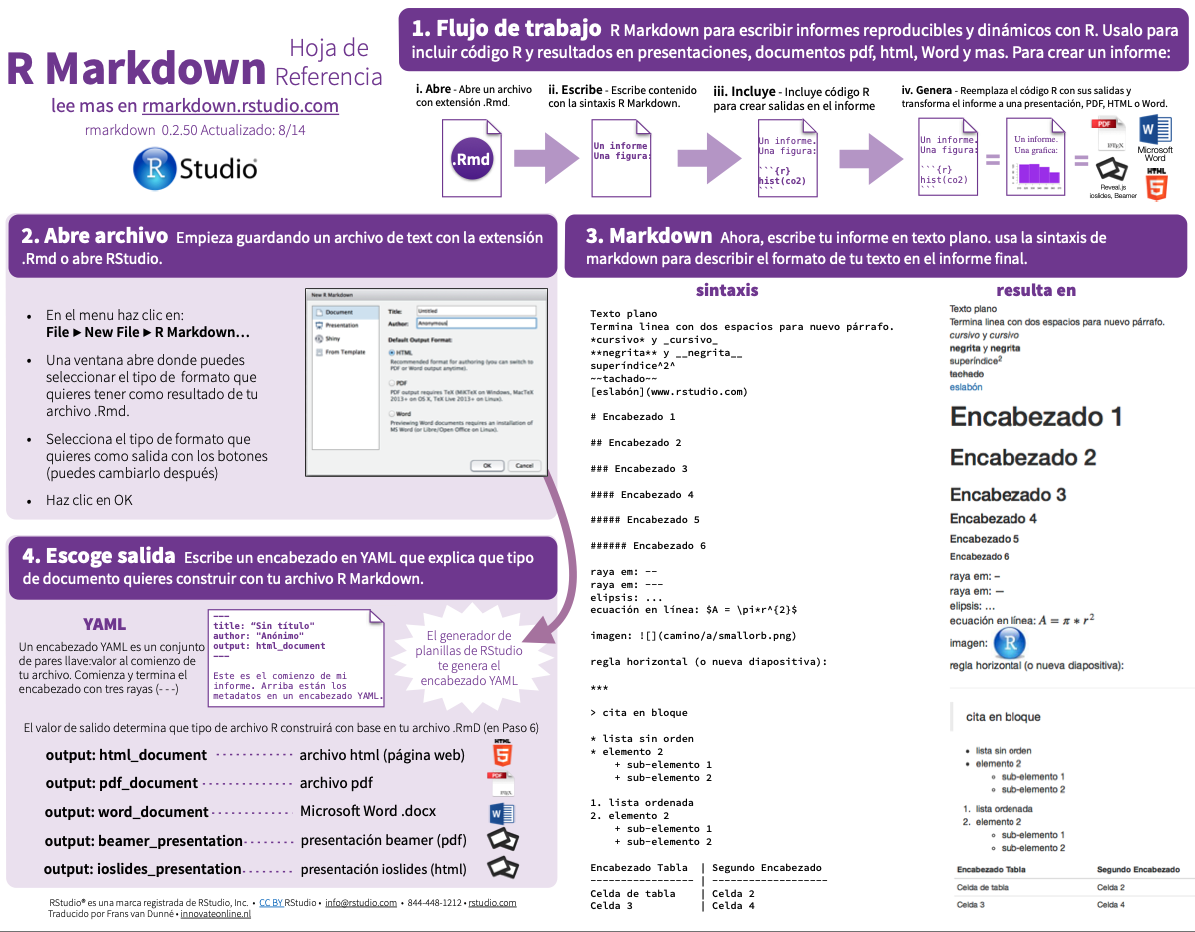 R Markdown Hoja de Referencia
lee mas en rmarkdown.rstudio.com
rmarkdown 0.2.50 Actualizado: 8/14
R Studio®
1. Flujo de trabajo R Markdown para escribir informes reproducibles y dinámicos con R. Usalo para
incluir código R y resultados en presentaciones, documentos pdf, html, Word y mas. Para crear un informe:
i. Abre - Abre un archivo
con extensión .Rmd.
.Rmd
ii. Escribe - Escribe contenido
con la sintaxis R Markdown.
Un informe
Una figura:
iii. Incluye - Incluye código R
para crear salidas en el informe
Un informe.
Una figura:
```{r}
hist(co2)
```
iv. Genera - Reemplaza el código R con sus salidas y
transforma el informe a una presentación, PDF, HTML o Word.
Un informe.
Una figura:
```{r}
hist(co2)
```
=
Un informe.
Una grafica:
=
PDF
Microsoft
Word
Reveal.js
ioslides, Beamer
HTML
5
2. Abre archivo Empieza guardando un archivo de text con la extensión
.Rmd o abre RStudio.
• En el menu haz clic en:
File ▸ New File ▸ R Markdown…
• Una ventana abre donde puedes
seleccionar el tipo de formato que
quieres tener como resultado de tu
archivo .Rmd.
• Selecciona el tipo de formato que
quieres como salida con los botones
(puedes cambiarlo después)
• Haz clic en OK
New R Markdown
Document
Presentation
Shiny
From Template
Title: Untitled
Author: Anonymous
Default Output Format:
HTML
Recommended format for authoring (you can switch to
PDF or Word output anytime).
PDF
PDF output requires TeX (MiKTeX on Windows, MacTeX
2013+ on OS X, TeX Live 2013+ on Linux).
Word
Previewing Word documents requires an installation of
MS Word (or Libre/Open Office on Linux).
OK Cancel
3. Markdown Ahora, escribe tu informe en texto plano. usa la sintaxis de
markdown para describir el formato de tu texto en el informe final.
sintaxis
Texto plano
Termina linea con dos espacios para nuevo párrafo.
*cursivo* y _cursivo_
**negrita** y __negrita__
superíndice^2^
~~tachado~~
[eslabón](www.rstudio.com)
# Encabezado 1
## Encabezado 2
### Encabezado 3
#### Encabezado 4
##### Encabezado 5
###### Encabezado 6
raya em: --
raya em: ---
elipsis: ...
ecuación en linea: $A = \pi*r^{2}$
imagen: ![](camino/a/smallorb.png)
regla horizontal (o nueva diapositiva):
***
> cita en bloque
* lista sin orden
* elemento 2
+ sub-elemento 1
+ sub-elemento 2
1. lista ordenada
2. elemento 2
+ sub-elemento 1
+ sub-elemento 2
Encabezado Tabla | Segundo Encabezado
----------------- | -------------------
Celda de tabla | Celda 2
Celda 3 | Celda 4
resulta en
Texto plano
Termina linea con dos espacios para nuevo párrafo.
cursivo y cursivo
negrita y negrita
superíndice²
tachado
eslabón
Encabezado 1
Encabezado 2
Encabezado 3
Encabezado 4
Encabezado 5
Encabezado 6
raya em: –
raya em: —
elipsis: …
ecuación en línea: A = π * r²
imagen: R
regla horizontal (o nueva diapositiva):
cita en bloque
• lista sin orden
• elemento 2
○ sub-elemento 1
○ sub-elemento 2
1. lista ordenada
2. elemento 2
○ sub-elemento 1
○ sub-elemento 2
Encabezado Tabla Segundo Encabezado
Celda de tabla Celda 2
Celda 3 Celda 4
4. Escoge salida Escribe un encabezado en YAML que explica que tipo
de documento quieres construir con tu archivo R Markdown.
YAML
Un encabezado YAML es un conjunto
de pares llave:valor al comienzo de
tu archivo. Comienza y termina el
encabezado con tres rayas (- - -)
---
title: "Sin título"
author: "Anónimo"
output: html_document
---
Este es el comienzo de mi
informe. Arriba están los
metadatos en un encabezado YAML.
El generador de
planillas de RStudio
te genera el
encabezado YAML
El valor de salido determina que tipo de archivo R construirá con base en tu archivo .RmD (en Paso 6)
output: html_document archivo html (página web)
output: pdf_document archivo pdf
output: word_document Microsoft Word .docx
output: beamer_presentation presentación beamer (pdf)
output: ioslides_presentation presentación ioslides (html)
RStudio® es una marca registrada de RStudio, Inc. • CC BY RStudio • info@rstudio.com • 844-448-1212 • rstudio.com
Traducido por Frans van Dunné • innovateonline.nl